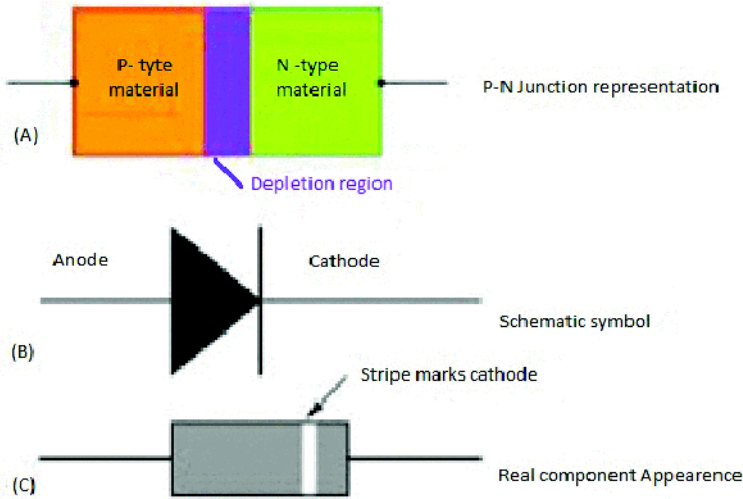 P- tyte
material
N -type
material
P-N Junction representation
(A)
Depletion region
Anode
Cathode
Schematic symbol
(B)
Stripe marks cathode
(C)
Real component Appearence